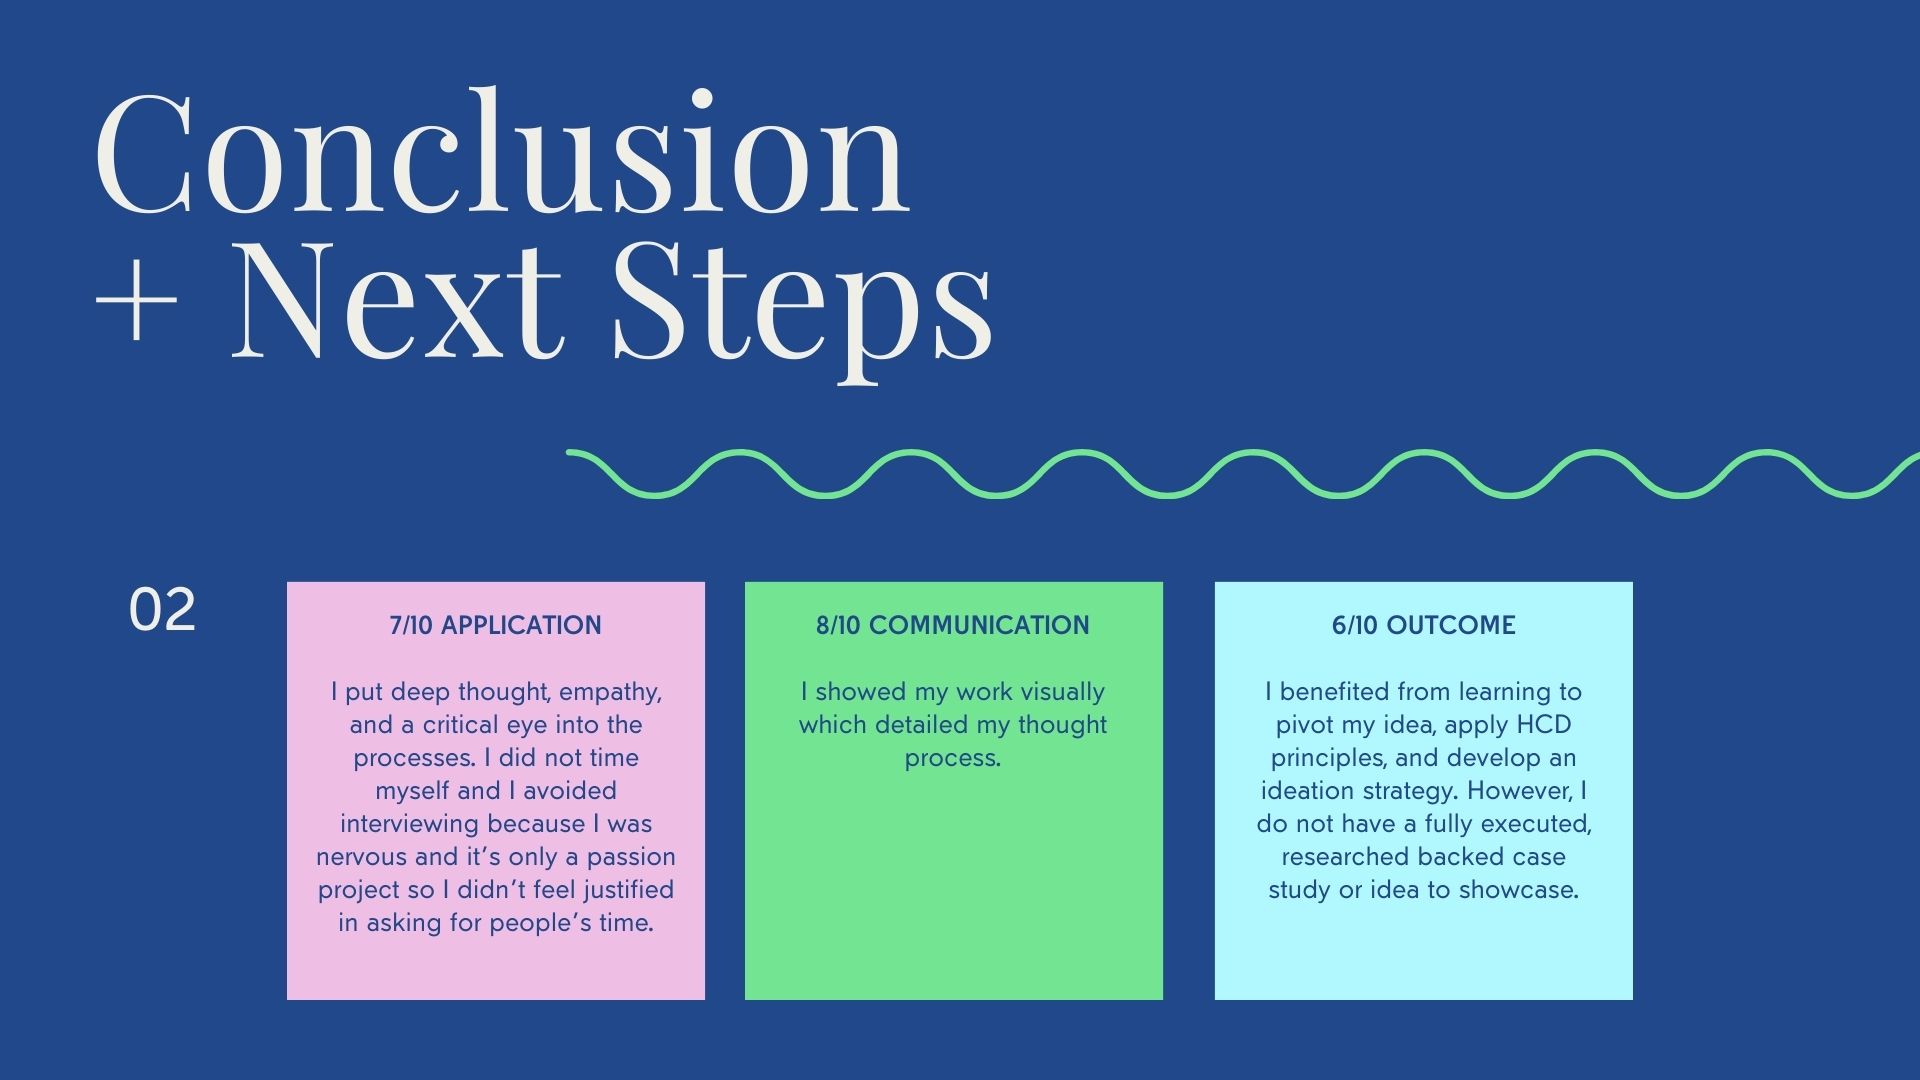 Conclusion
+ Next Steps
02
7/10 APPLICATION
I put deep thought, empathy,
and a critical eye into the
processes. I did not time
myself and I avoided
interviewing because I was
nervous and it’s only a passion
project so I didn’t feel justified
in asking for people’s time.
8/10 COMMUNICATION
I showed my work visually
which detailed my thought
process.
6/10 OUTCOME
I benefited from learning to
pivot my idea, apply HCD
principles, and develop an
ideation strategy. However, I
do not have a fully executed,
researched backed case
study or idea to showcase.